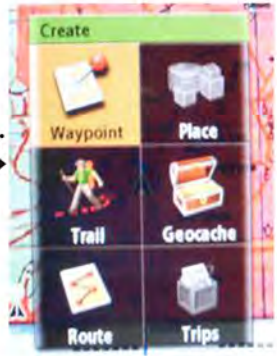 Create
Waypoint
Place
Trail
Geocache
Route
Trips